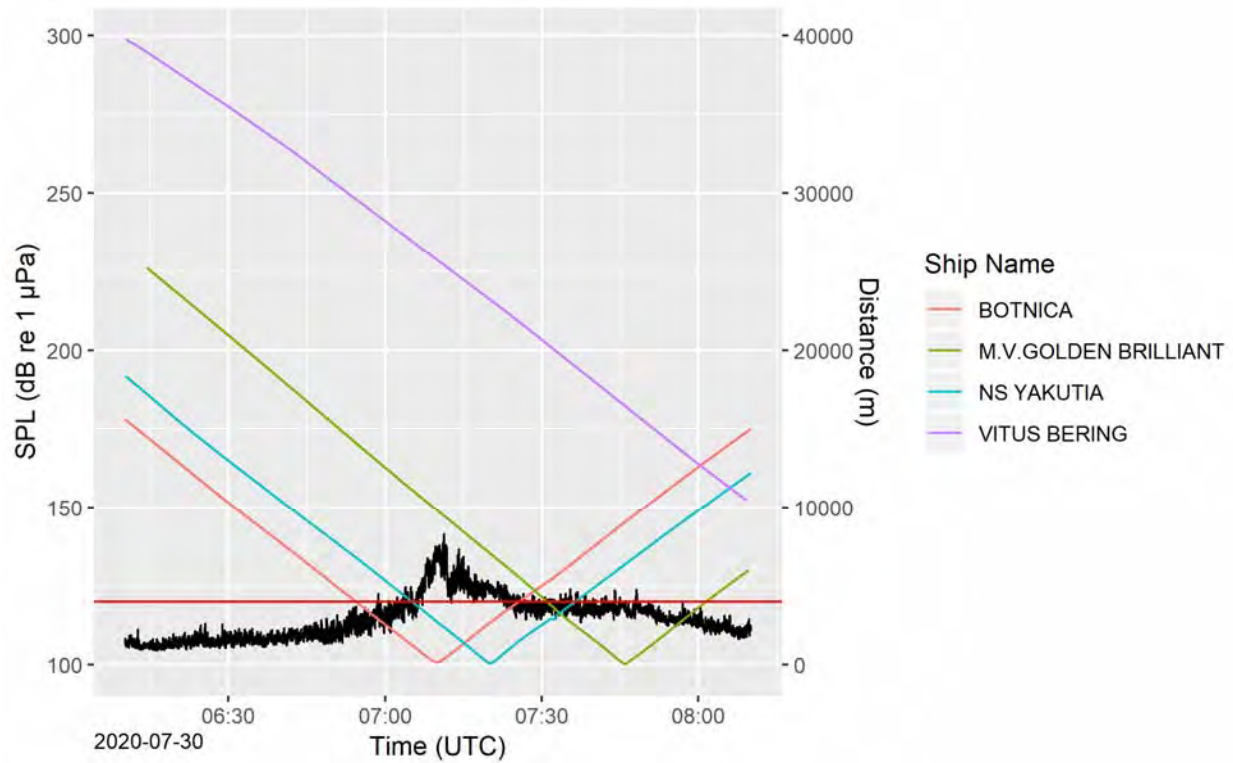 300
250
200
150
100
SPL (dB re 1 µPa)
40000
30000
20000
10000
0
Distance (m)
06:30
07:00
07:30
08:00
2020-07-30
Time (UTC)
Ship Name
BOTNICA
M.V.GOLDEN BRILLIANT
NS YAKUTIA
VITUS BERING